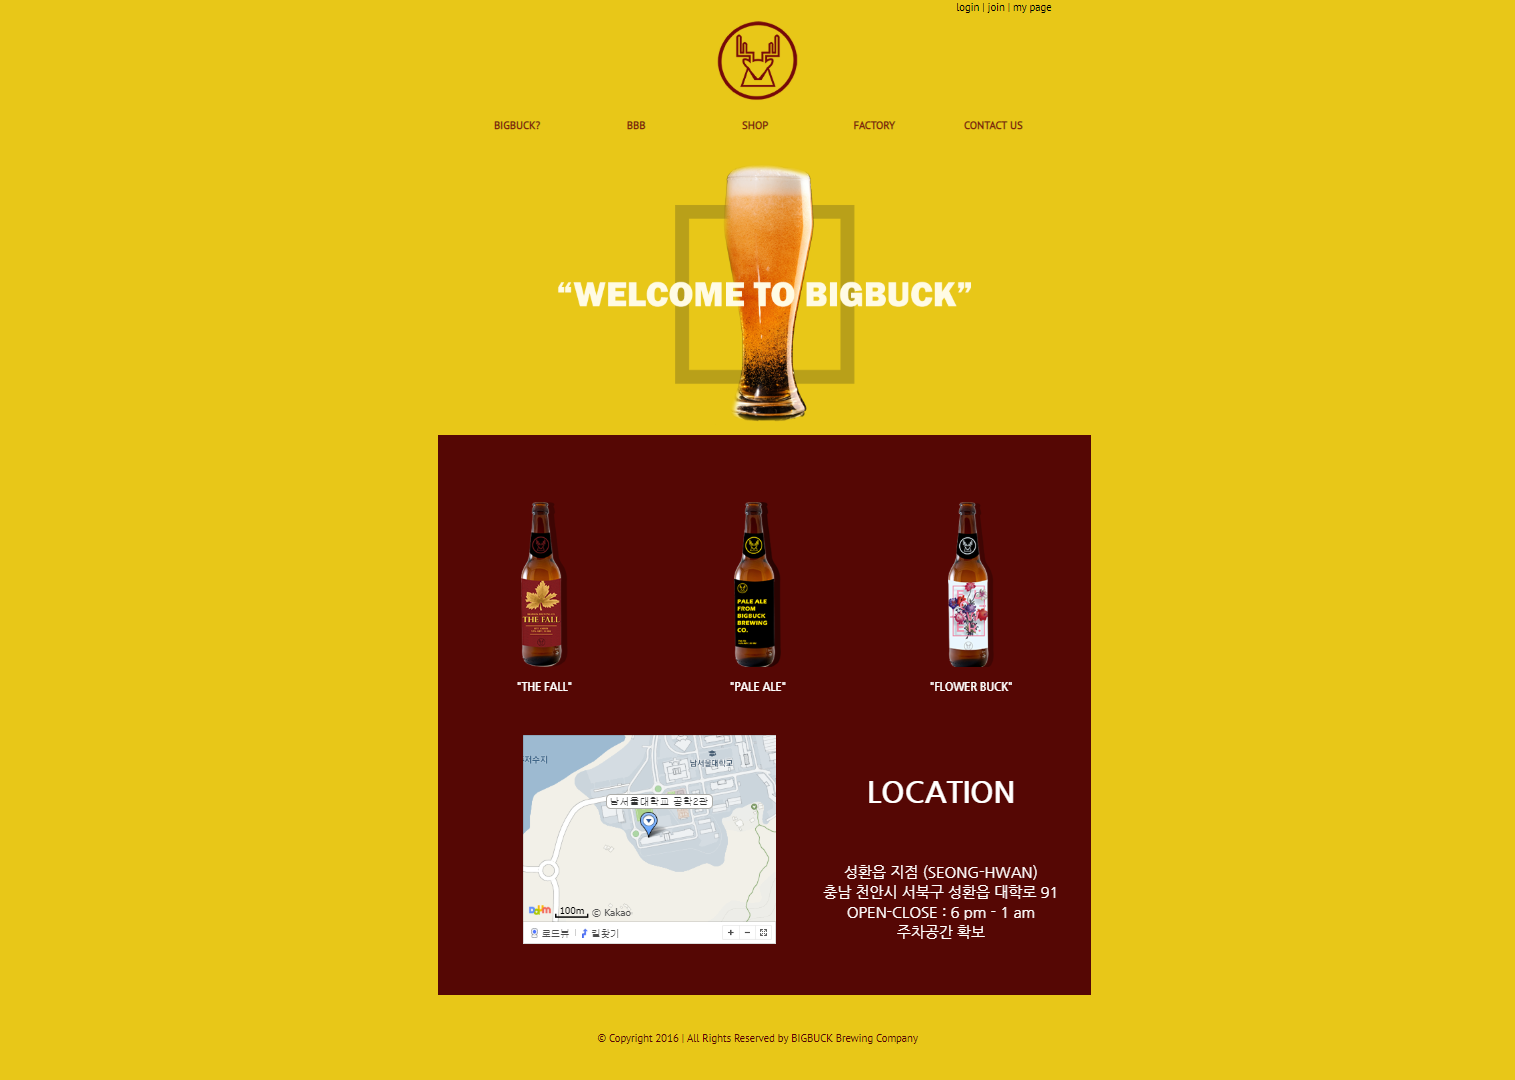 login | join | my page
BIGBUCK?
BBB
SHOP
FACTORY
CONTACT US
“WELCOME TO BIGBUCK”
THE FALL
PALE ALE
FROM
BIGBUCK
BREWING
CO.
"THE FALL"
"PALE ALE"
"FLOWER BUCK"
저수지
남서울대학교
남서울대학교 공학2관
Daum
100m
© Kakao
로드뷰
길찾기
LOCATION
성환읍 지점 (SEONG-HWAN)
충남 천안시 서북구 성환읍 대학로 91
OPEN-CLOSE : 6 pm - 1 am
주차공간 확보
© Copyright 2016 | All Rights Reserved by BIGBUCK Brewing Company